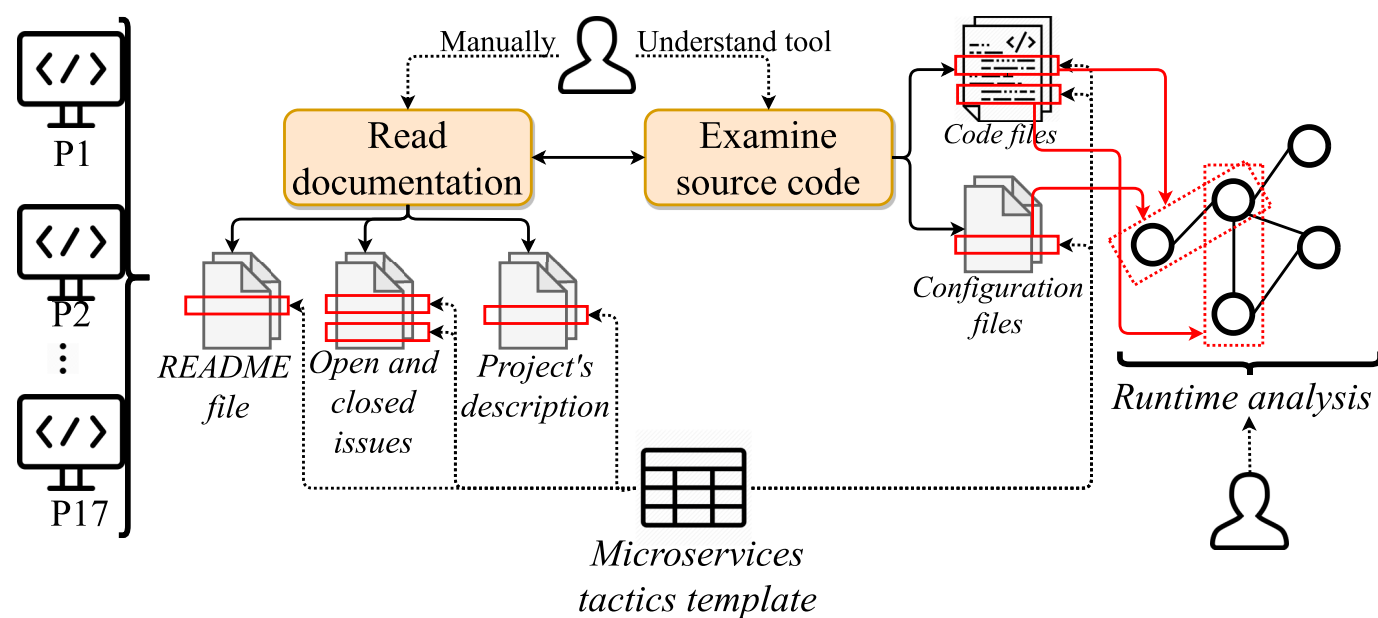 Manually
Understand tool
P1
P2
P17
Read
documentation
Examine
source code
Code files
Configuration
files
README
file
Open and
closed
issues
Project's
description
Runtime analysis
Microservices
tactics template